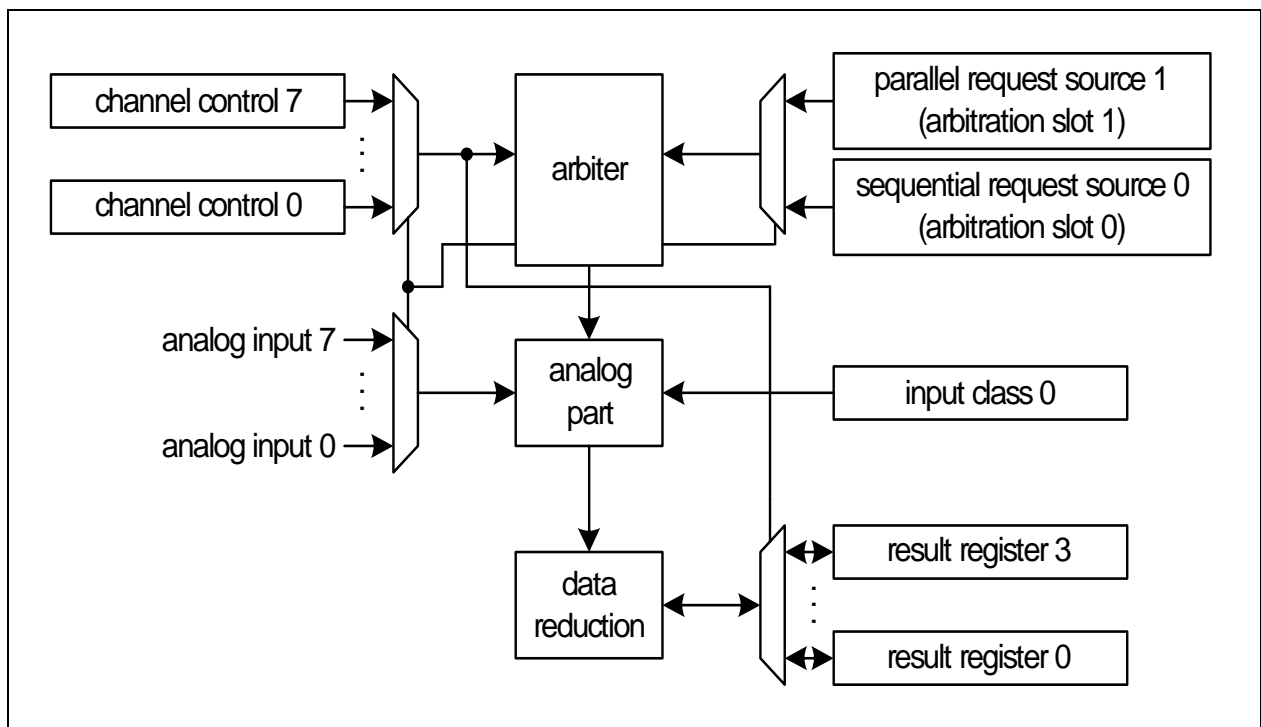 channel control 7
channel control 0
arbiter
parallel request source 1
(arbitration slot 1)
sequential request source 0
(arbitration slot 0)
analog input 7
analog input 0
analog
part
input class 0
data
reduction
result register 3
result register 0